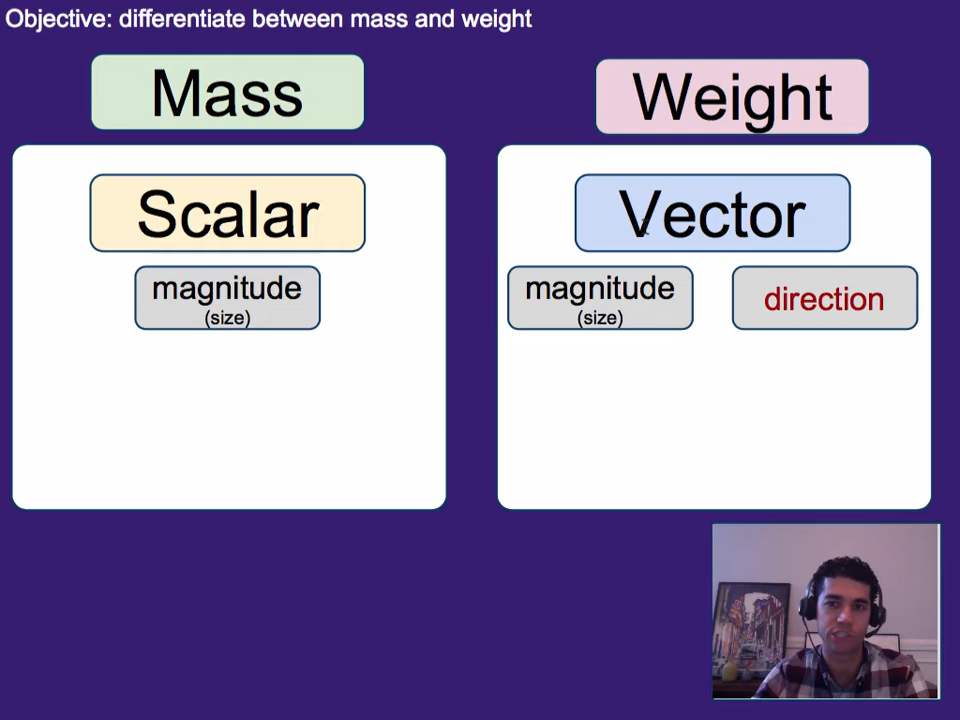 Objective: differentiate between mass and weight
Mass
Scalar
magnitude
(size)
Weight
Vector
magnitude
(size)
direction